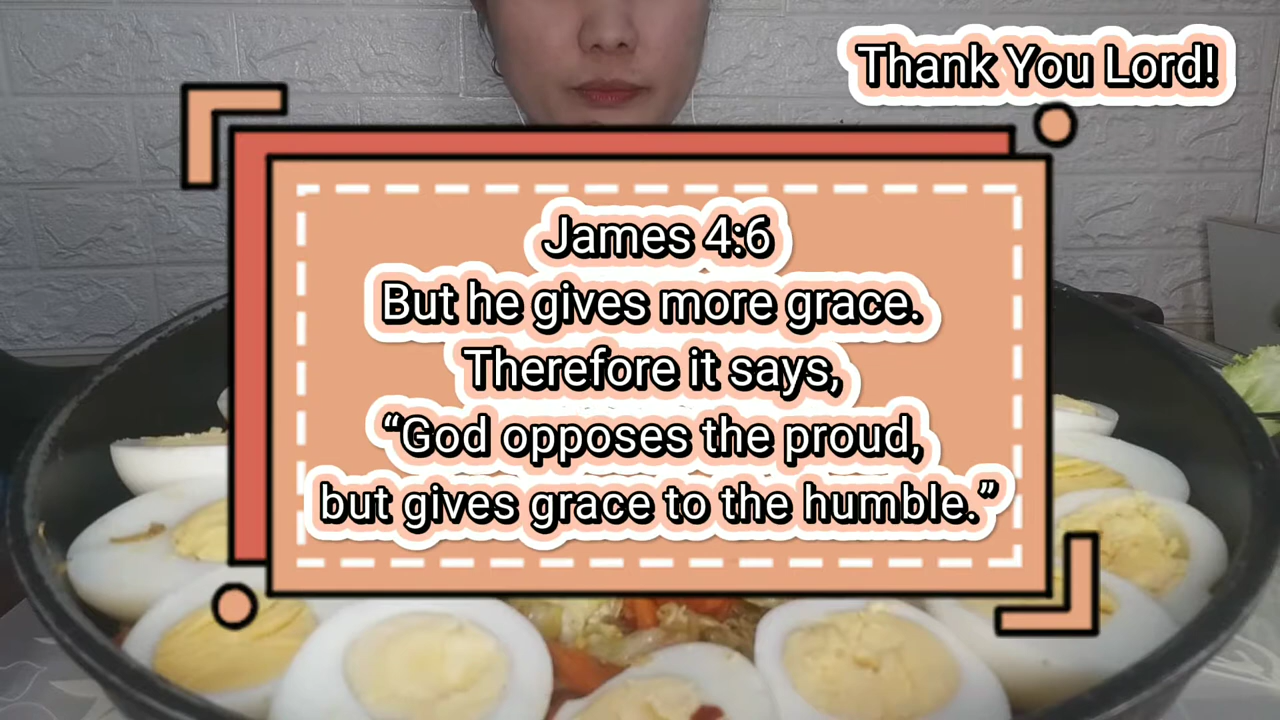 Thank You Lord!
James 4:6
But he gives more grace.
Therefore it says,
“God opposes the proud,
but gives grace to the humble.”